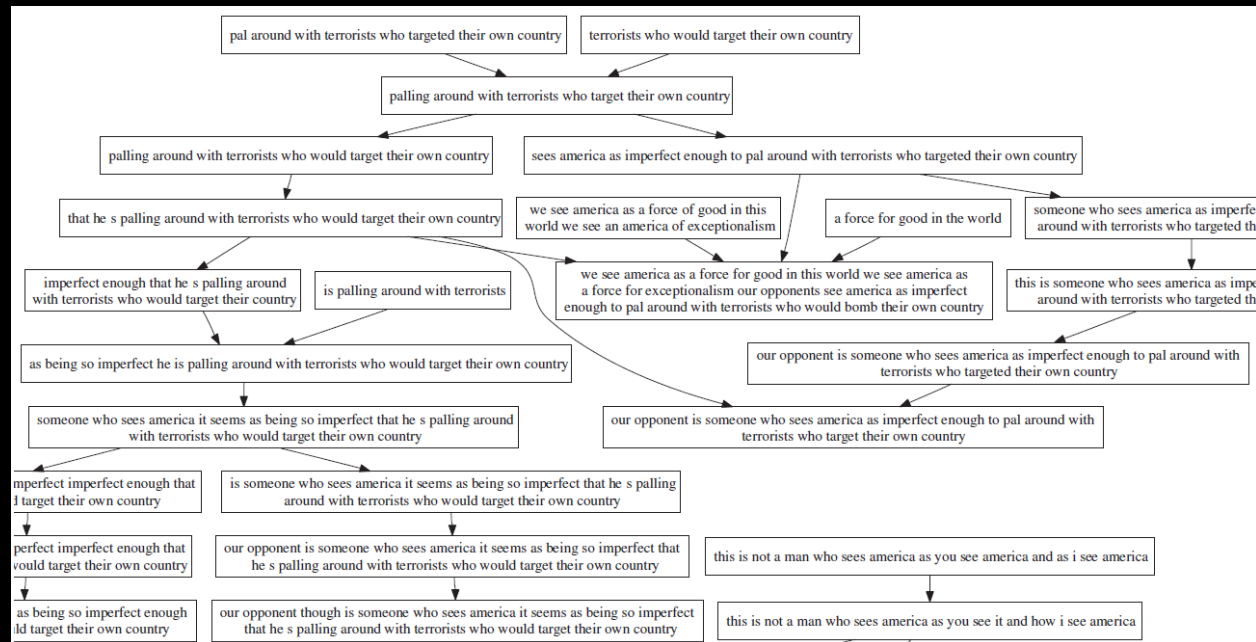 pal around with terrorists who targeted their own country
terrorists who would target their own country
palling around with terrorists who target their own country
palling around with terrorists who would target their own country
sees america as imperfect enough to pal around with terrorists who targeted their own country
that he s palling around with terrorists who would target their own country
we see america as a force of good in this
world we see an america of exceptionalism
a force for good in the world
someone who sees america as
around with terrorists who targeted
imperfect enough that he s palling around
with terrorists who would target their country
is palling around with terrorists
we see america as a force for good in this world we see america as
a force for exceptionalism our opponents see america as imperfect
enough to pal around with terrorists who would bomb their own country
this is someone who sees america as
around with terrorists who targeted
as being so imperfect he is palling around with terrorists who would target their own country
our opponent is someone who sees america as imperfect enough to pal around with
terrorists who targeted their own country
someone who sees america it seems as being so imperfect that he s palling around
with terrorists who would target their own country
our opponent is someone who sees america as imperfect enough to pal around with
terrorists who target their own country
imperfect enough that
target their own country
is someone who sees america it seems as being so imperfect that he s palling
around with terrorists who would target their own country
imperfect enough that
would target their own country
our opponent is someone who sees america it seems as being so imperfect that
he s palling around with terrorists who would target their own country
this is not a man who sees america as you see america and as i see america
as being so imperfect enough
target their own country
our opponent though is someone who sees america it seems as being so imperfect
that he s palling around with terrorists who would target their own country
this is not a man who sees america as you see it and how i see america